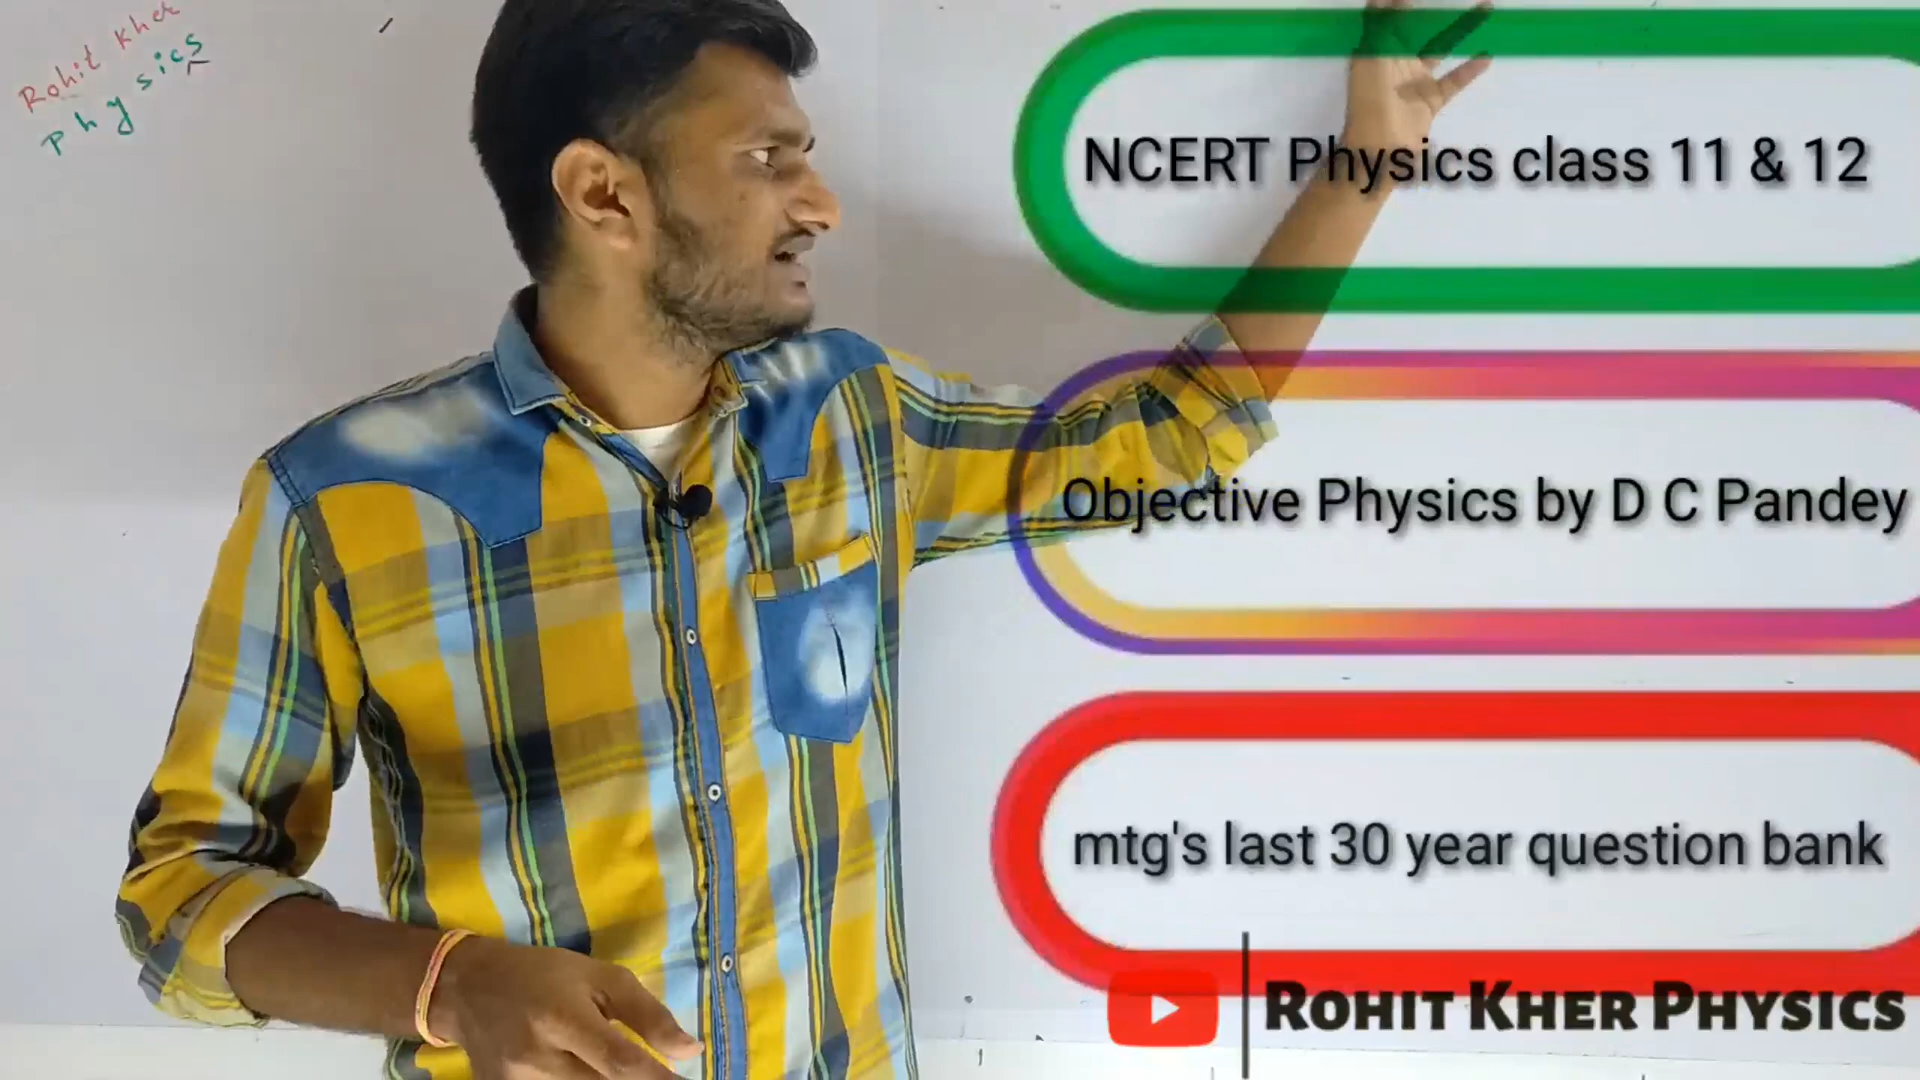 Rohit Kher
Physics
NCERT Physics class 11 & 12
Objective Physics by D C Pandey
mtg's last 30 year question bank
ROHIT KHER PHYSICS